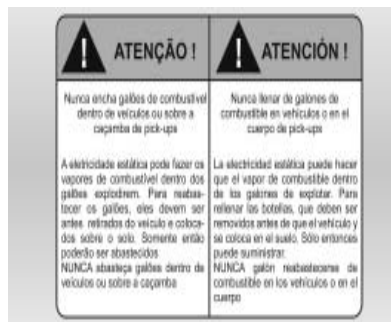 ATENÇÃO !
Nunca encha galões de combustível
dentro de veículos ou sobre a
caçamba de pick-ups
A eletricidade estática pode fazer os
vapores de combustível dentro dos
galões explodirem. Para reabas-
tecer os galões, eles devem ser
antes retirados do veículo e coloca-
dos sobre o solo. Somente então
poderão ser abastecidos
NUNCA abasteça galões dentro de
veículos ou sobre a caçamba
ATENCIÓN !
Nunca llenar de galones de
combustible en vehículos o en el
cuerpo de pick-ups
La electricidad estática puede hacer
que el vapor de combustible dentro
de los galones de explotar. Para
rellenar las botellas, que deben ser
removidos antes de que el vehículo y
se coloca en el suelo. Sólo entonces
puede suministrar.
NUNCA galón reabastecerse de
combustible en los vehículos o en el
cuerpo